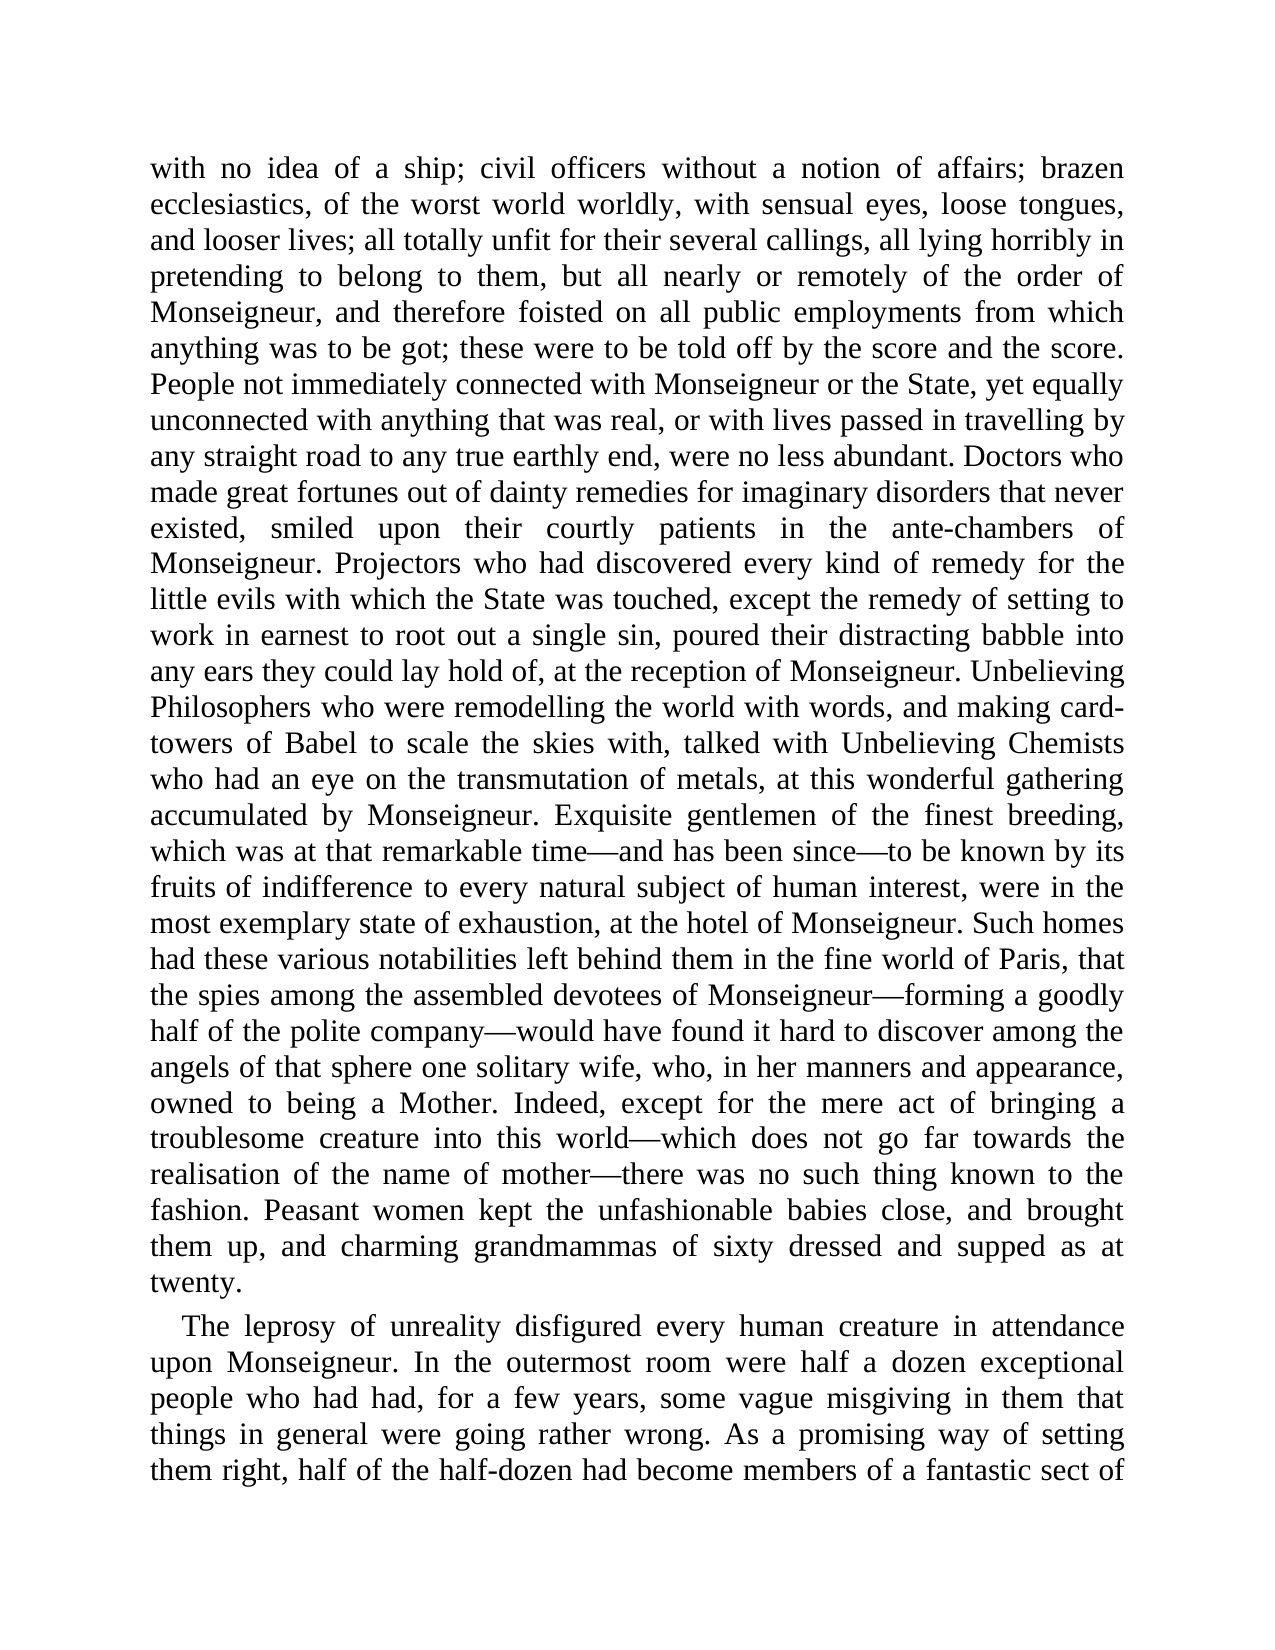 with no idea of a ship; civil officers without a notion of affairs; brazen
ecclesiastics, of the worst world worldly, with sensual eyes, loose tongues,
and looser lives; all totally unfit for their several callings, all lying horribly in
pretending to belong to them, but all nearly or remotely of the order of
Monseigneur, and therefore foisted on all public employments from which
anything was to be got; these were to be told off by the score and the score.
People not immediately connected with Monseigneur or the State, yet equally
unconnected with anything that was real, or with lives passed in travelling by
any straight road to any true earthly end, were no less abundant. Doctors who
made great fortunes out of dainty remedies for imaginary disorders that never
existed, smiled upon their courtly patients in the ante-chambers of
Monseigneur. Projectors who had discovered every kind of remedy for the
little evils with which the State was touched, except the remedy of setting to
work in earnest to root out a single sin, poured their distracting babble into
any ears they could lay hold of, at the reception of Monseigneur. Unbelieving
Philosophers who were remodelling the world with words, and making card-
towers of Babel to scale the skies with, talked with Unbelieving Chemists
who had an eye on the transmutation of metals, at this wonderful gathering
accumulated by Monseigneur. Exquisite gentlemen of the finest breeding,
which was at that remarkable time—and has been since—to be known by its
fruits of indifference to every natural subject of human interest, were in the
most exemplary state of exhaustion, at the hotel of Monseigneur. Such homes
had these various notabilities left behind them in the fine world of Paris, that
the spies among the assembled devotees of Monseigneur—forming a goodly
half of the polite company—would have found it hard to discover among the
angels of that sphere one solitary wife, who, in her manners and appearance,
owned to being a Mother. Indeed, except for the mere act of bringing a
troublesome creature into this world—which does not go far towards the
realisation of the name of mother—there was no such thing known to the
fashion. Peasant women kept the unfashionable babies close, and brought
them up, and charming grandmammas of sixty dressed and supped as at
twenty.
The leprosy of unreality disfigured every human creature in attendance
upon Monseigneur. In the outermost room were half a dozen exceptional
people who had had, for a few years, some vague misgiving in them that
things in general were going rather wrong. As a promising way of setting
them right, half of the half-dozen had become members of a fantastic sect of